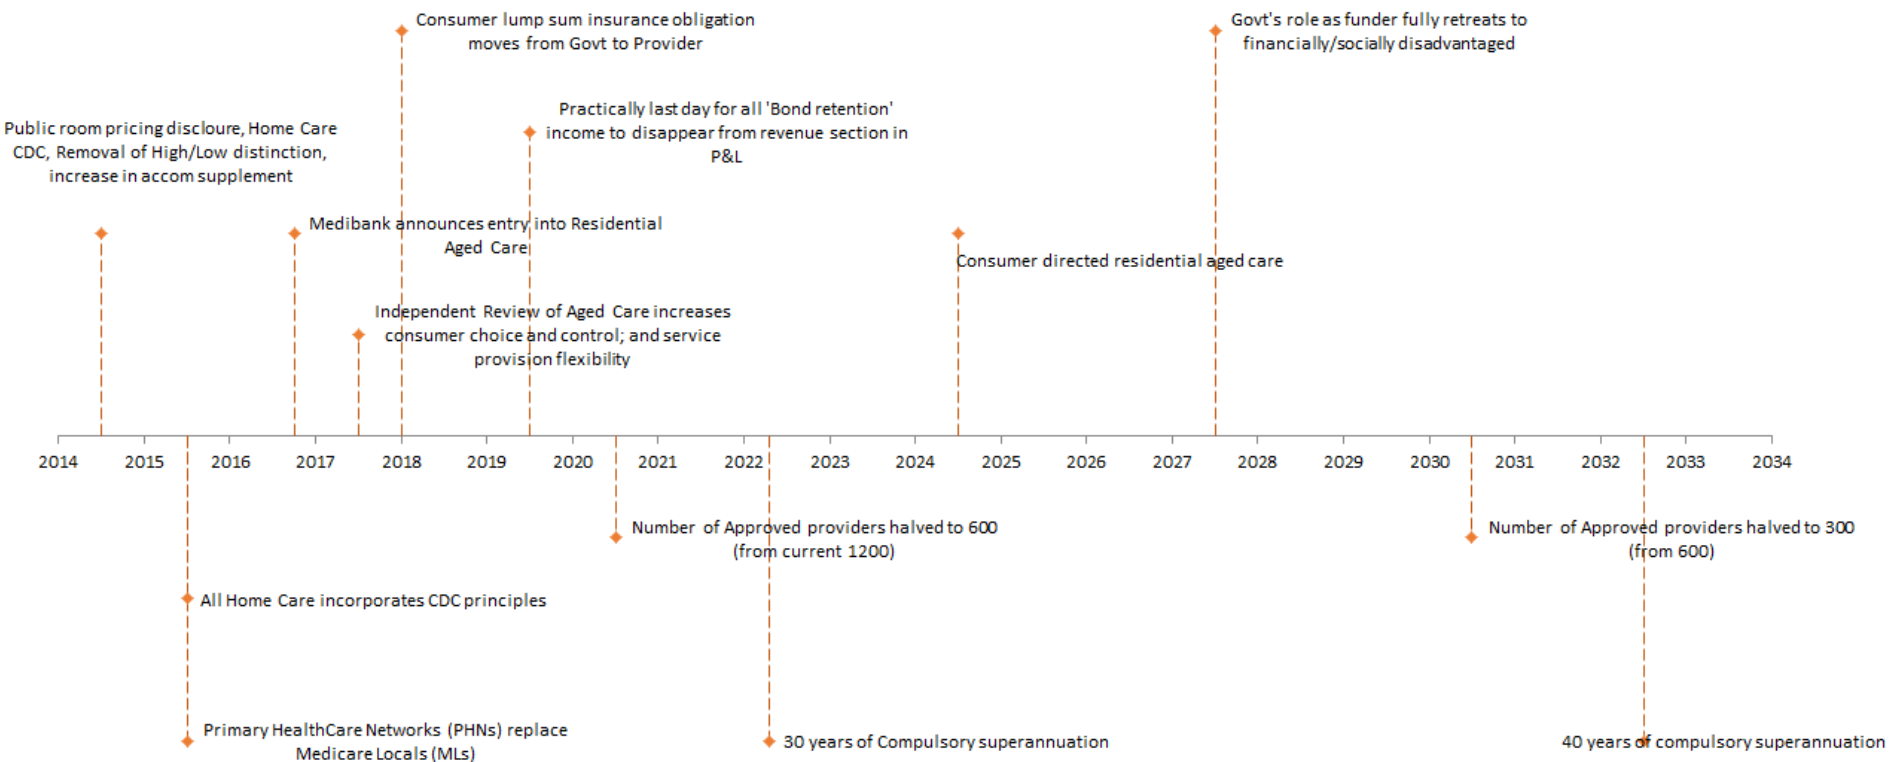 Consumer lump sum insurance obligation
moves from Govt to Provider
Govt's role as funder fully retreats to
financially/socially disadvantaged
Practically last day for all 'Bond retention'
income to disappear from revenue section in
P&L
Public room pricing discloure, Home Care
CDC, Removal of High/Low distinction,
increase in accom supplement
Medibank announces entry into Residential
Aged Care
Consumer directed residential aged care
Independent Review of Aged Care increases
consumer choice and control; and service
provision flexibility
2014 2015 2016 2017 2018 2019 2020 2021 2022 2023 2024 2025 2026 2027 2028 2029 2030 2031 2032 2033 2034
Number of Approved providers halved to 600
(from current 1200)
Number of Approved providers halved to 300
(from 600)
All Home Care incorporates CDC principles
Primary HealthCare Networks (PHNs) replace
Medicare Locals (MLs)
30 years of Compulsory superannuation
40 years of compulsory superannuation